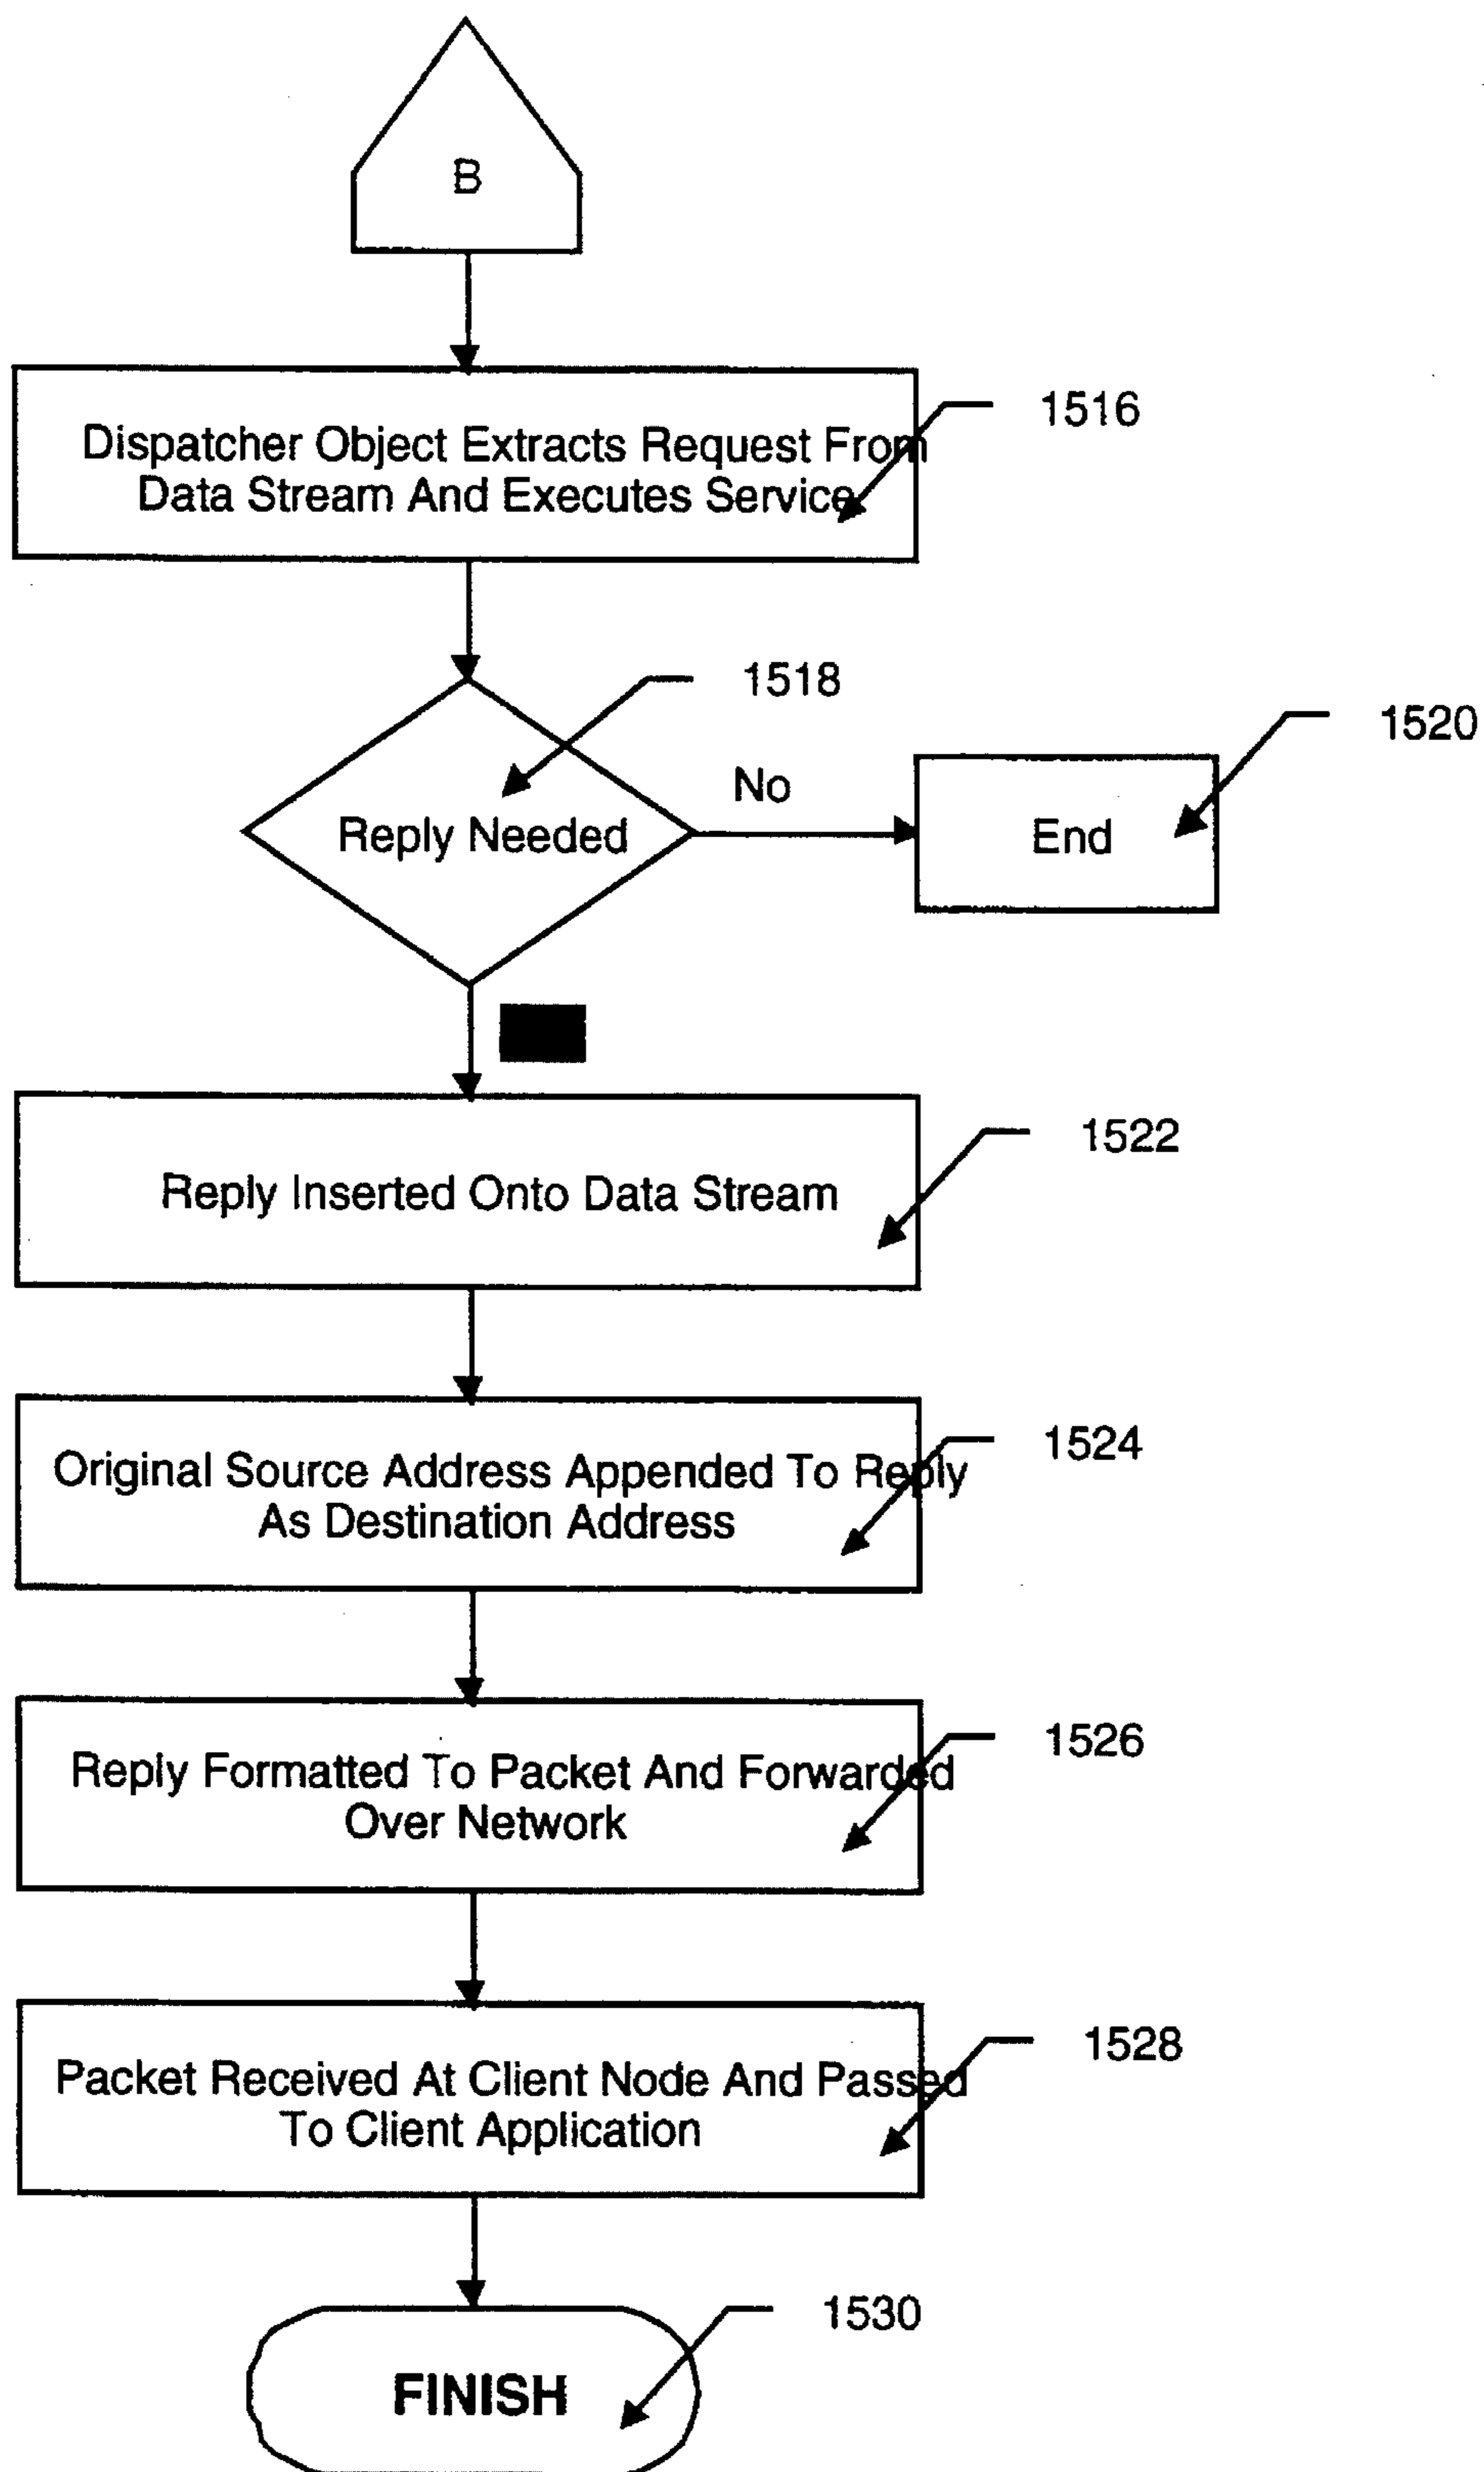 B
Dispatcher Object Extracts Request From
Data Stream And Executes Service
1516
1518
Reply Needed
No
1520
End
Reply Inserted Onto Data Stream
1522
Original Source Address Appended To Reply
As Destination Address
1524
Reply Formatted To Packet And Forwarded
Over Network
1526
Packet Received At Client Node And Passed
To Client Application
1528
FINISH
1530